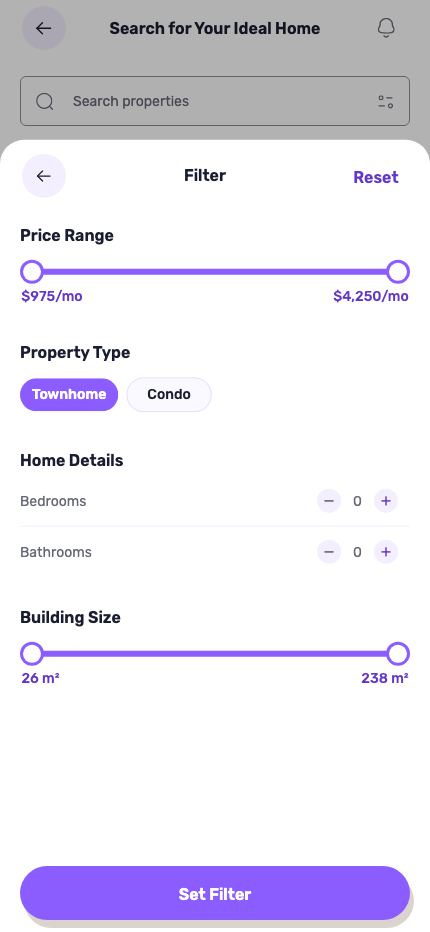 Search for Your Ideal Home
Search properties
Filter
Reset
Price Range
$975/mo
$4,250/mo
Property Type
Townhome
Condo
Home Details
Bedrooms
0
Bathrooms
0
Building Size
26 m²
238 m²
Set Filter